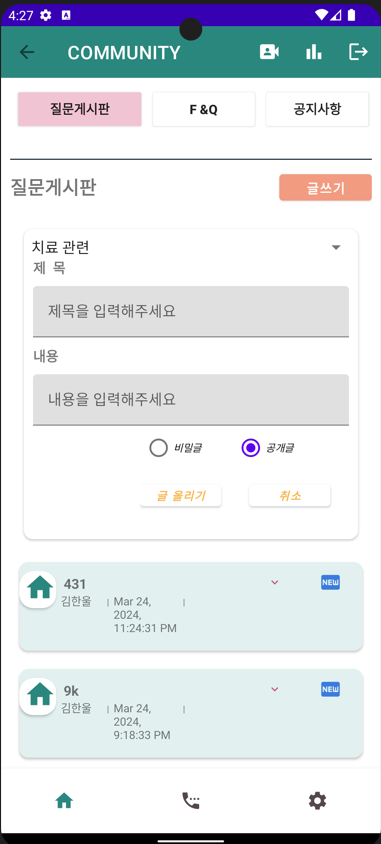 4:27
COMMUNITY
질문게시판
F &Q
공지사항
질문게시판
글쓰기
치료 관련
제 목
제목을 입력해주세요
내용
내용을 입력해주세요
비밀글
공개글
글 올리기
취소
431
NEW
김한울 | Mar 24, |
2024,
11:24:31 PM
9k
NEW
김한울 | Mar 24, |
2024,
9:18:33 PM